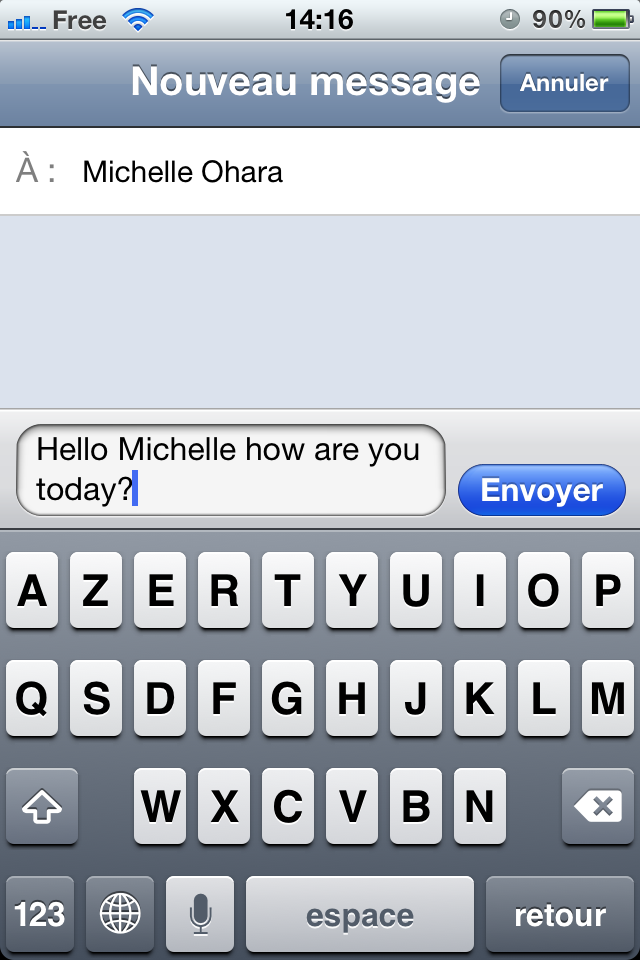 Free 14:16 90%
Nouveau message Annuler
À : Michelle Ohara
Hello Michelle how are you
today?
Envoyer
A Z E R T Y U I O P
Q S D F G H J K L M
W X C V B N
123 espace retour